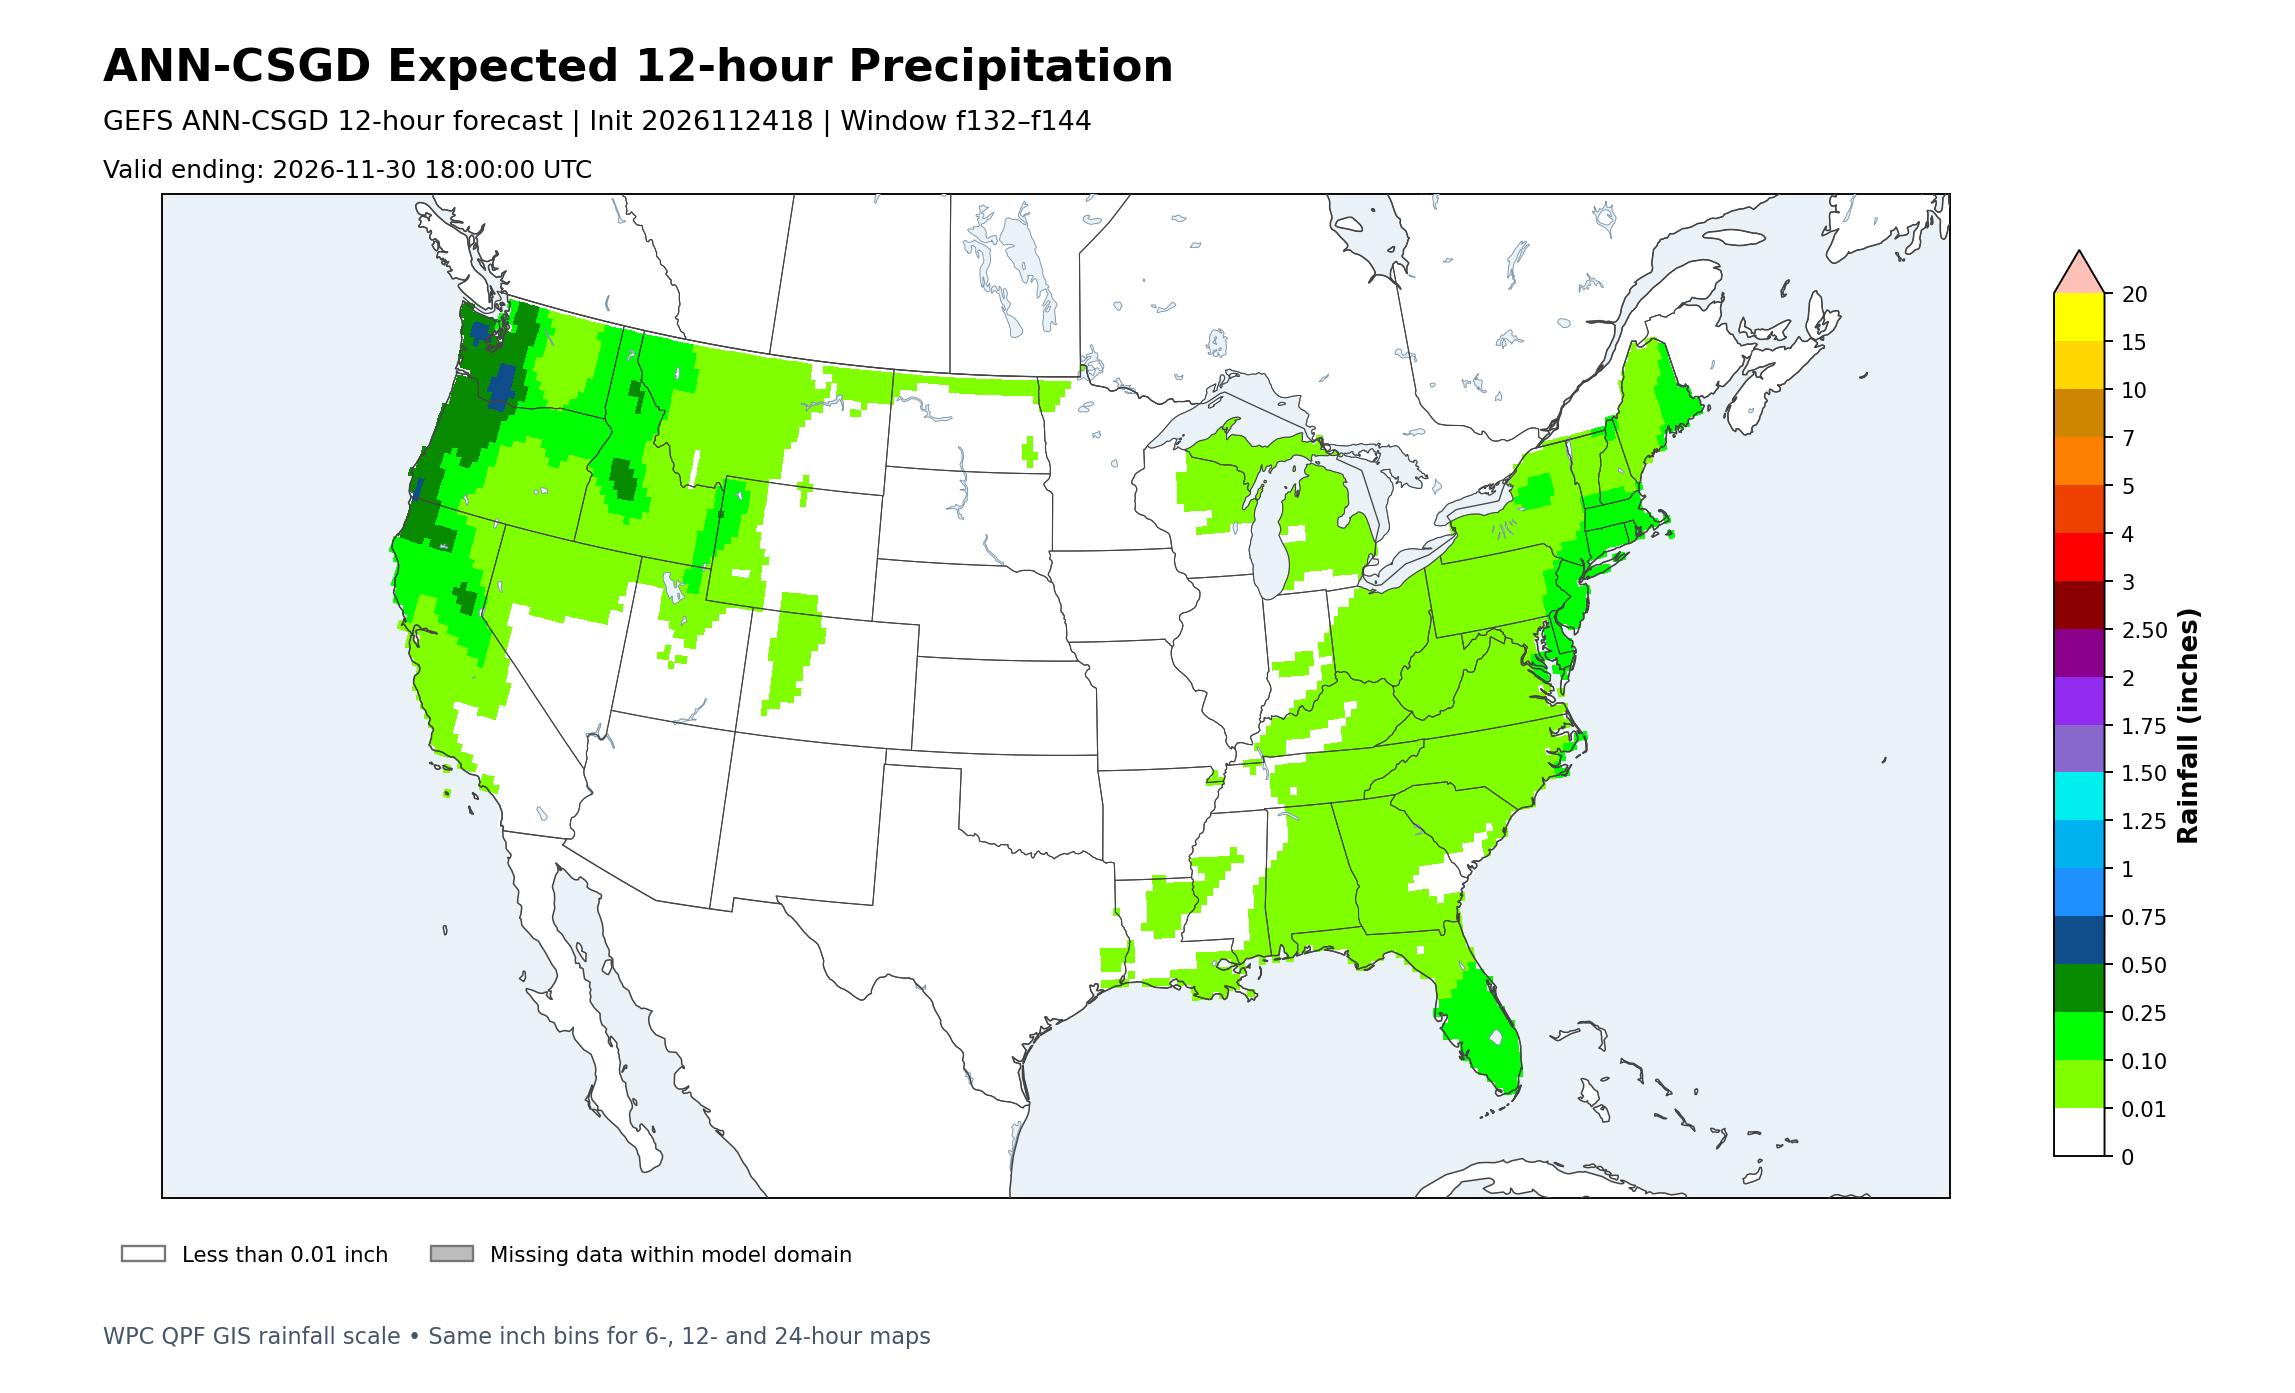 ANN-CSGD Expected 12-hour Precipitation
GEFS ANN-CSGD 12-hour forecast | Init 2026112418 | Window f132–f144
Valid ending: 2026-11-30 18:00:00 UTC
20
15
10
7
5
4
3
2.50
2
1.75
1.50
1.25
1
0.75
0.50
0.25
0.10
0.01
0
Rainfall (inches)
Less than 0.01 inch
Missing data within model domain
WPC QPF GIS rainfall scale • Same inch bins for 6-, 12- and 24-hour maps